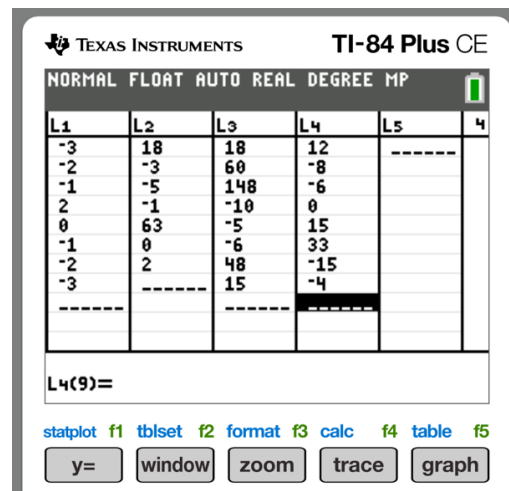 TEXAS INSTRUMENTS TI-84 Plus CE
NORMAL FLOAT AUTO REAL DEGREE MP
L1 L2 L3 L4 L5 4
-3 18 18 12 ------
-2 -3 60 -8
-1 -5 148 -6
2 -1 -10 0
0 63 -5 15
-1 0 -6 33
-2 2 48 -15
-3 ------ 15 -4
------ ------ ------
L4(9)=
statplot f1 tblset f2 format f3 calc f4 table f5
y= window zoom trace graph